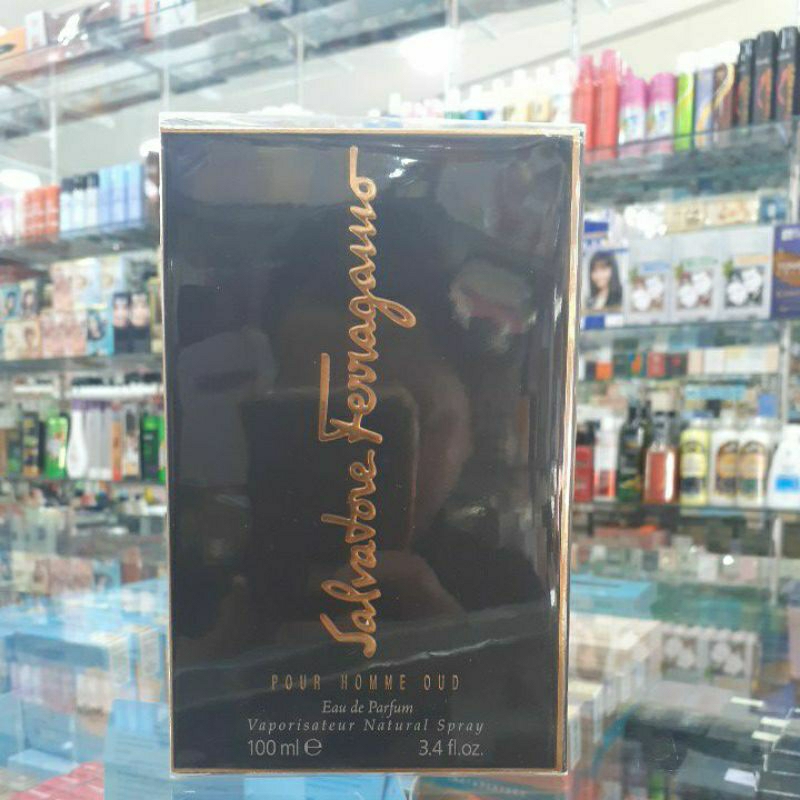 Salvatore Ferragamo
POUR HOMME OUD
Eau de Parfum
Vaporisateur Natural Spray
100 ml ℮ 3.4 fl.oz.